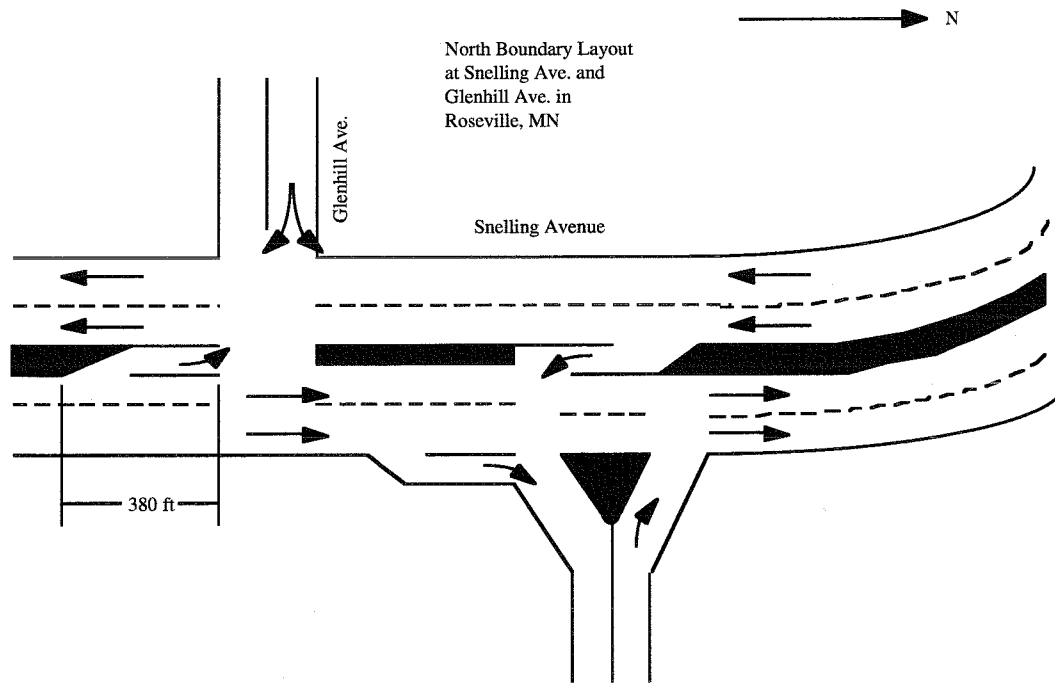 N
North Boundary Layout
at Snelling Ave. and
Glenhill Ave. in
Roseville, MN
Glenhill Ave.
Snelling Avenue
380 ft